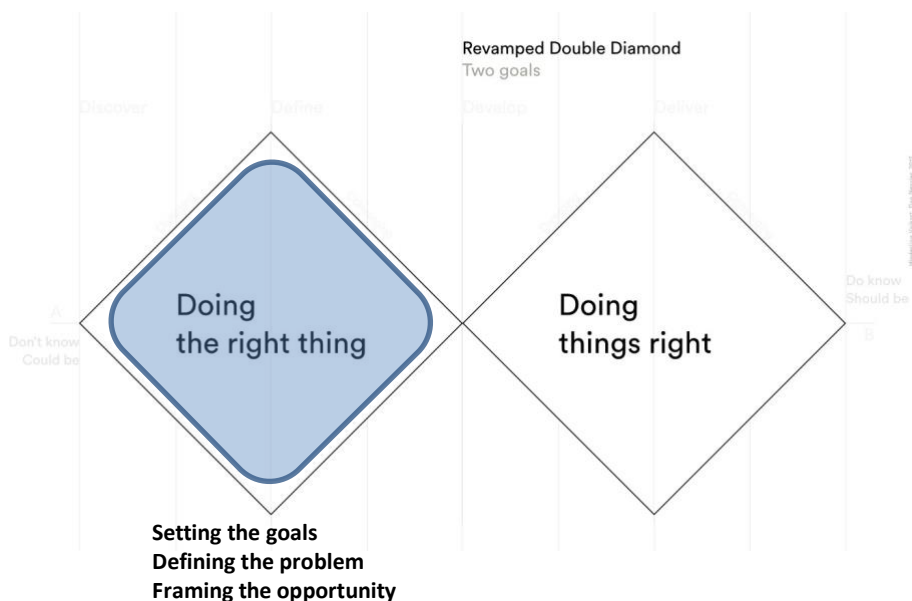 Revamped Double Diamond
Two goals
Discover
Define
Develop
Deliver
Do know
Should be
A
B
Don't know
Could be
Doing
the right thing
Doing
things right
Setting the goals
Defining the problem
Framing the opportunity